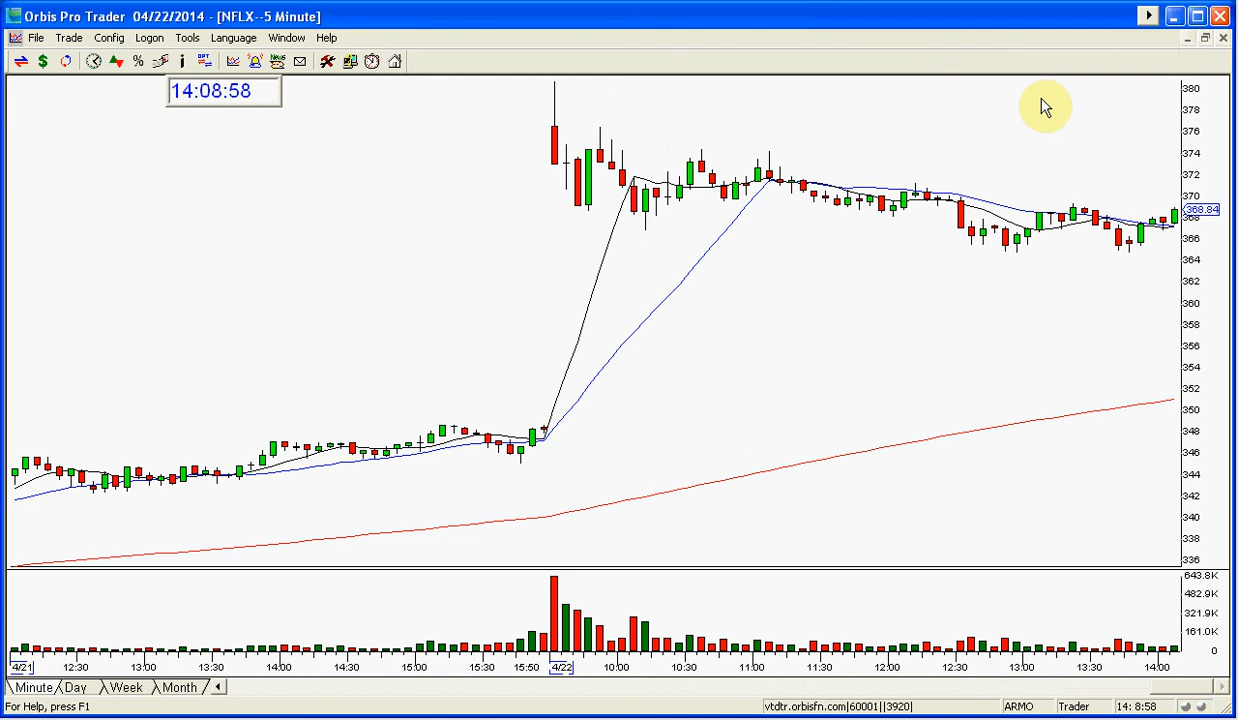 Orbis Pro Trader 04/22/2014 - [NFLX--5 Minute]
File Trade Config Logon Tools Language Window Help
14:08:58
380
378
376
374
372
370
368.84
368
366
364
362
360
358
356
354
352
350
348
346
344
342
340
338
336
643.8K
482.9K
321.9K
161.0K
0
4/21 12:30 13:00 13:30 14:00 14:30 15:00 15:30 15:50 4/22 10:00 10:30 11:00 11:30 12:00 12:30 13:00 13:30 14:00
Minute Day Week Month
For Help, press F1 vtdtr.orbisfn.com|60001||3920| ARMO Trader 14: 8:58